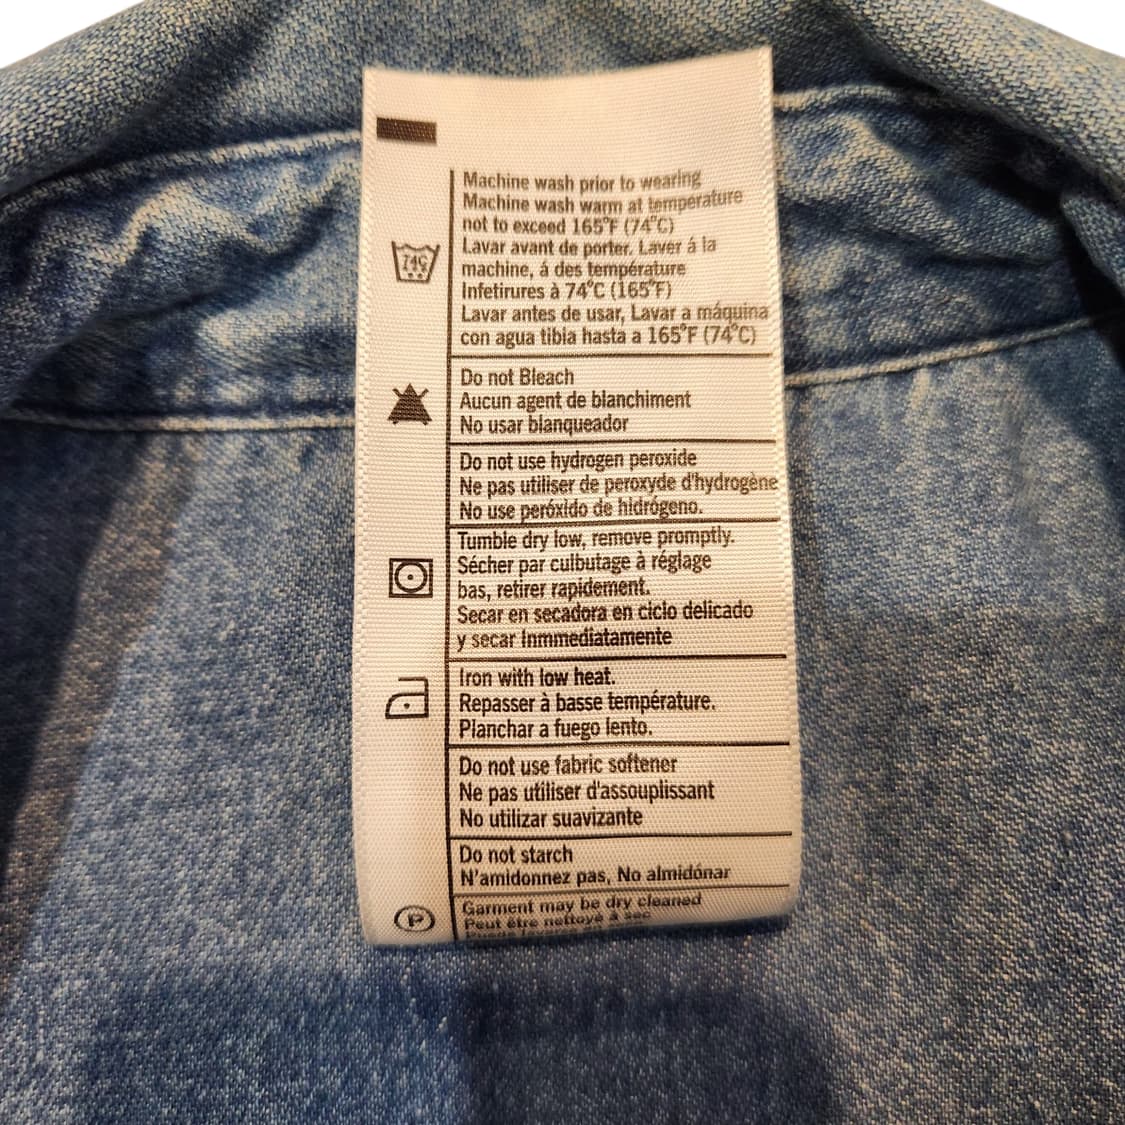 Machine wash prior to wearing
Machine wash warm at temperature
not to exceed 165°F (74°C)
Lavar avant de porter. Laver á la
machine, á des température
Infetirures à 74°C (165°F)
Lavar antes de usar, Lavar a máquina
con agua tibia hasta a 165°F (74°C)
74C
Do not Bleach
Aucun agent de blanchiment
No usar blanqueador
Do not use hydrogen peroxide
Ne pas utiliser de peroxyde d'hydrogène
No use peróxido de hidrógeno.
Tumble dry low, remove promptly.
Sécher par culbutage à réglage
bas, retirer rapidement.
Secar en secadora en ciclo delicado
y secar Inmmediatamente
Iron with low heat.
Repasser à basse température.
Planchar a fuego lento.
Do not use fabric softener
Ne pas utiliser d'assouplissant
No utilizar suavizante
Do not starch
N'amidonnez pas, No almidónar
P
Garment may be dry cleaned
Peut être nettoyé à sec